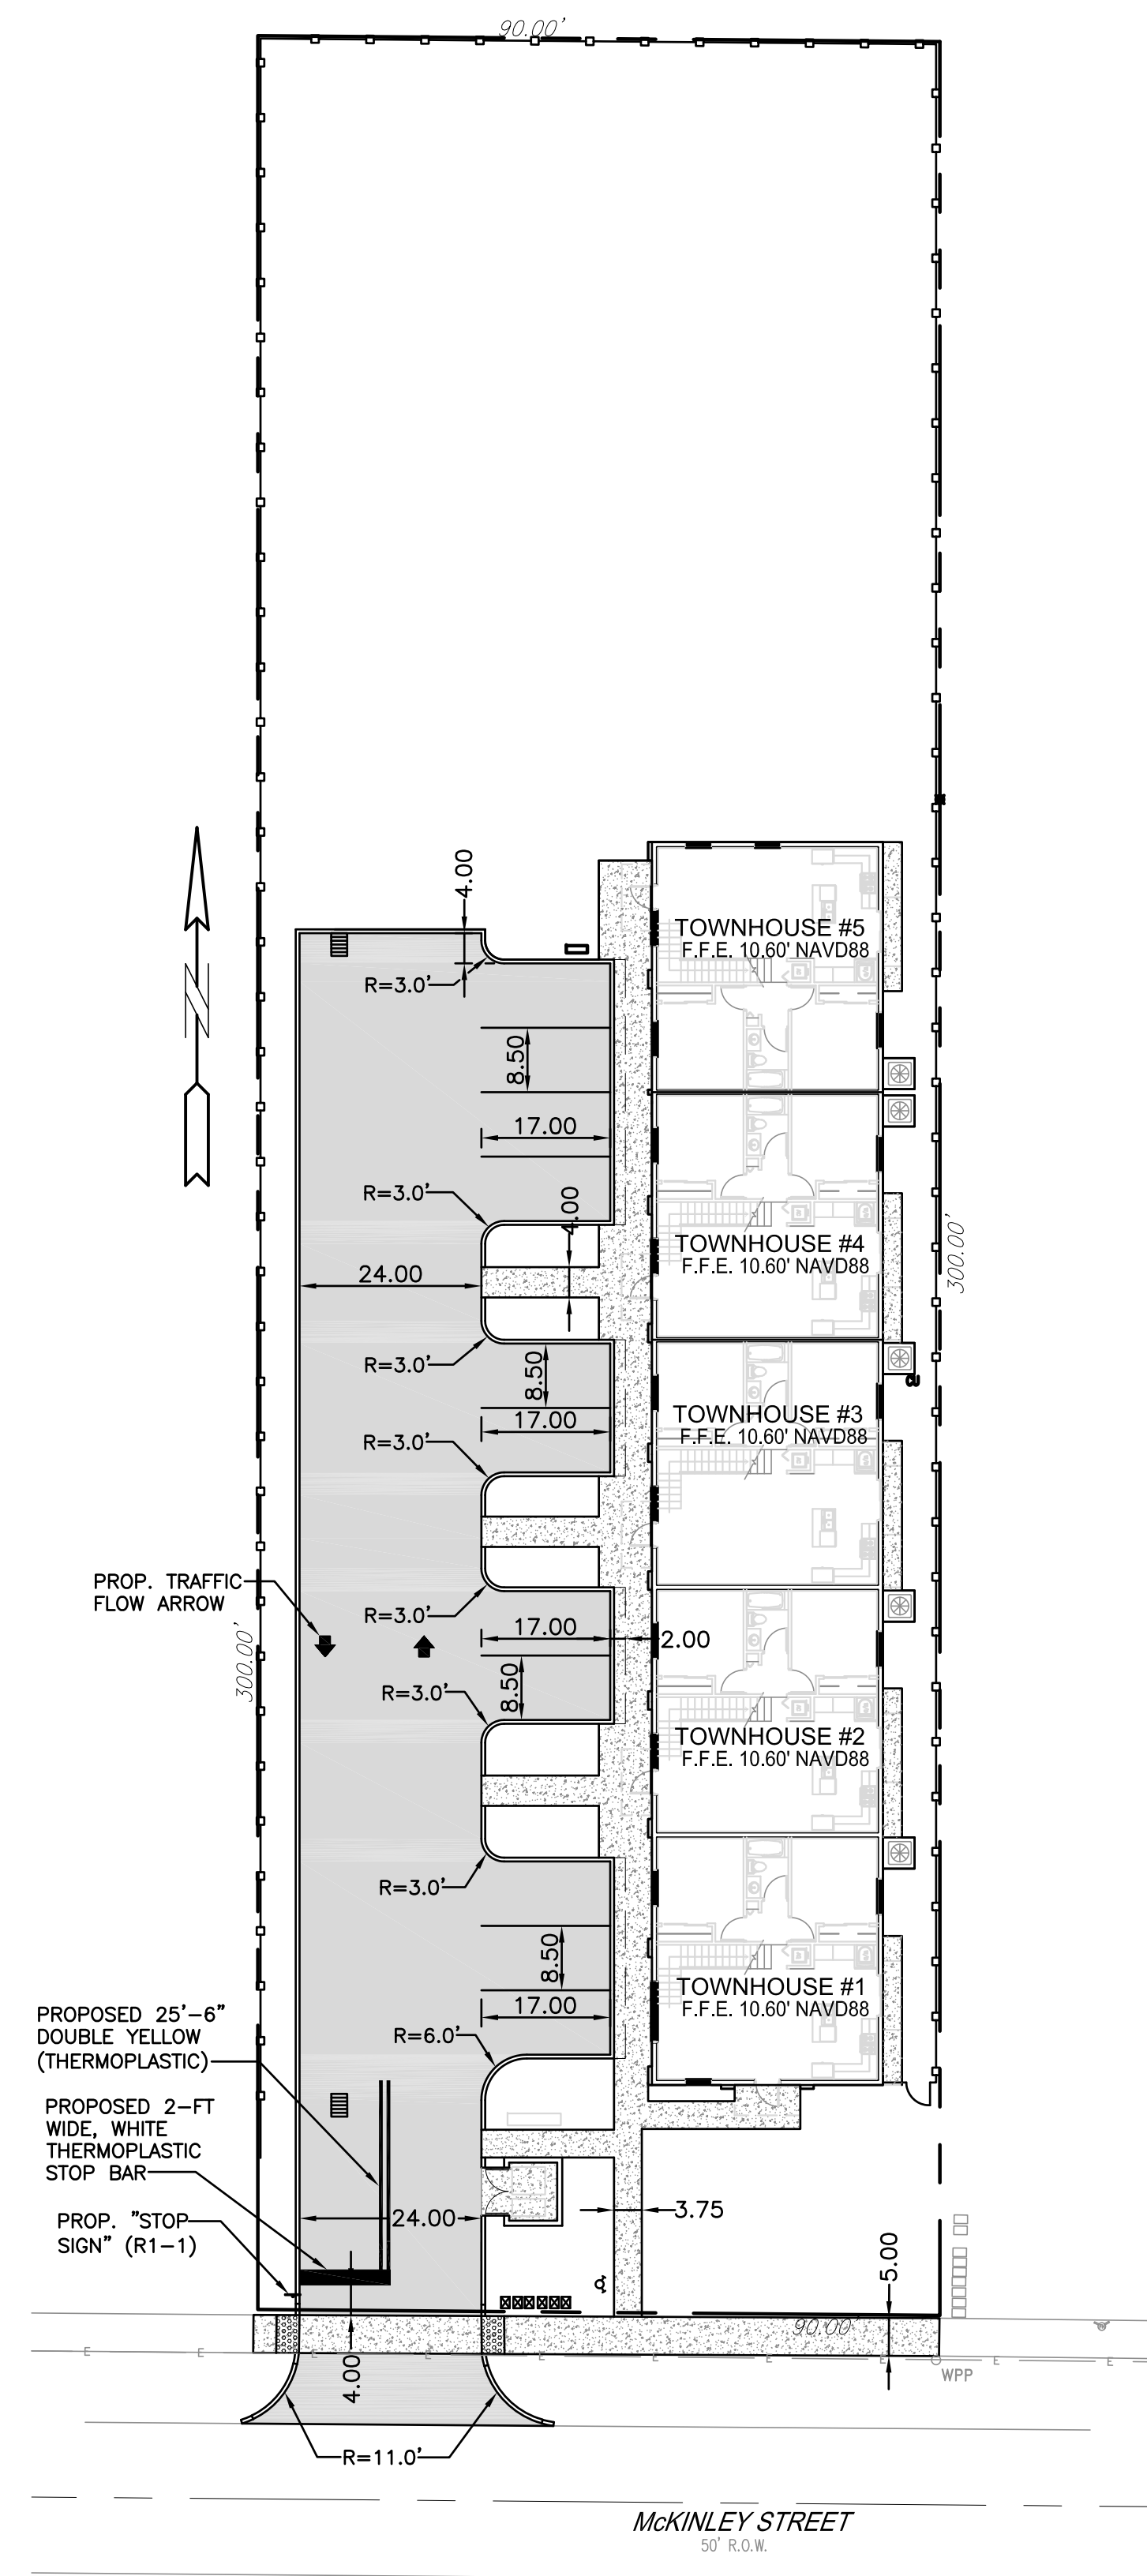 90.00'
4.00
TOWNHOUSE #5
F.F.E. 10.60' NAVD88
R=3.0'
8.50
17.00
R=3.0'
4.00
300.00'
TOWNHOUSE #4
F.F.E. 10.60' NAVD88
24.00
R=3.0'
8.50
17.00
TOWNHOUSE #3
F.F.E. 10.60' NAVD88
R=3.0'
PROP. TRAFFIC
FLOW ARROW
R=3.0'
300.00'
17.00
2.00
8.50
R=3.0'
TOWNHOUSE #2
F.F.E. 10.60' NAVD88
R=3.0'
8.50
TOWNHOUSE #1
F.F.E. 10.60' NAVD88
17.00
PROPOSED 25'-6"
DOUBLE YELLOW
(THERMOPLASTIC)
R=6.0'
PROPOSED 2-FT
WIDE, WHITE
THERMOPLASTIC
STOP BAR
PROP. "STOP
SIGN" (R1-1)
24.00
3.75
5.00
90.00'
E E E E E E E E E E
WPP
4.00
R=11.0'
McKINLEY STREET
50' R.O.W.